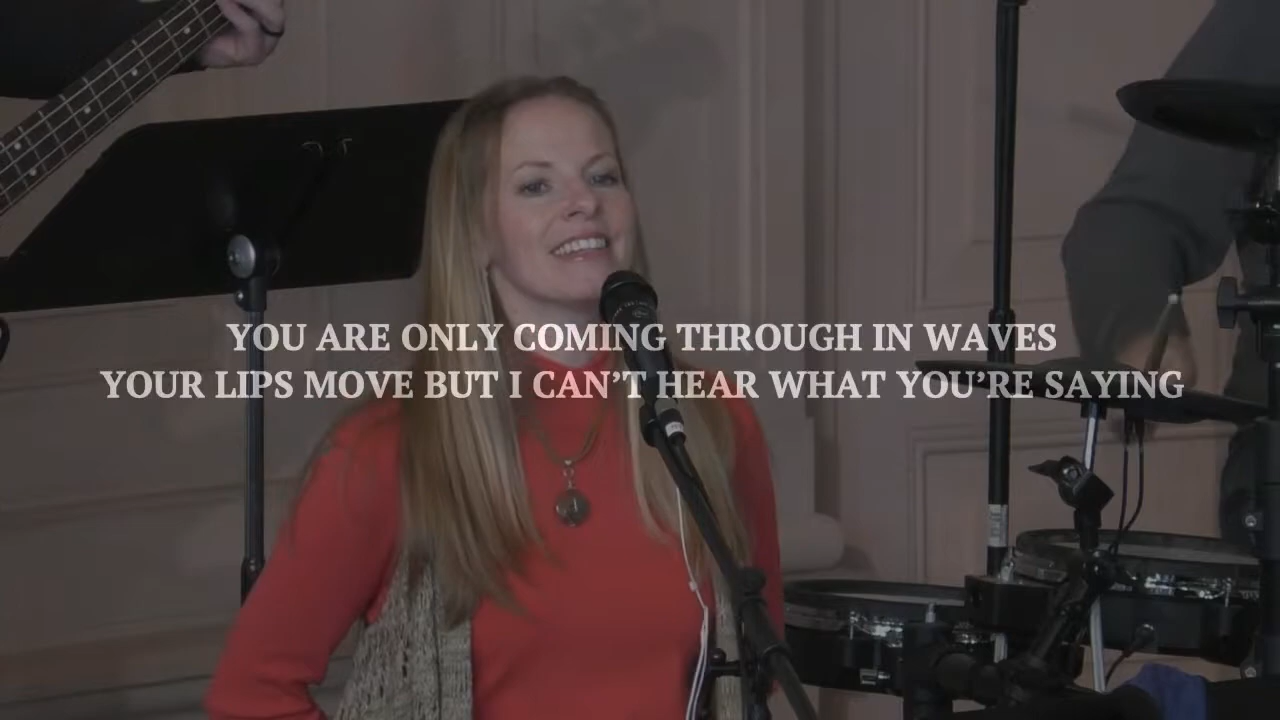 YOU ARE ONLY COMING THROUGH IN WAVES
YOUR LIPS MOVE BUT I CAN’T HEAR WHAT YOU’RE SAYING